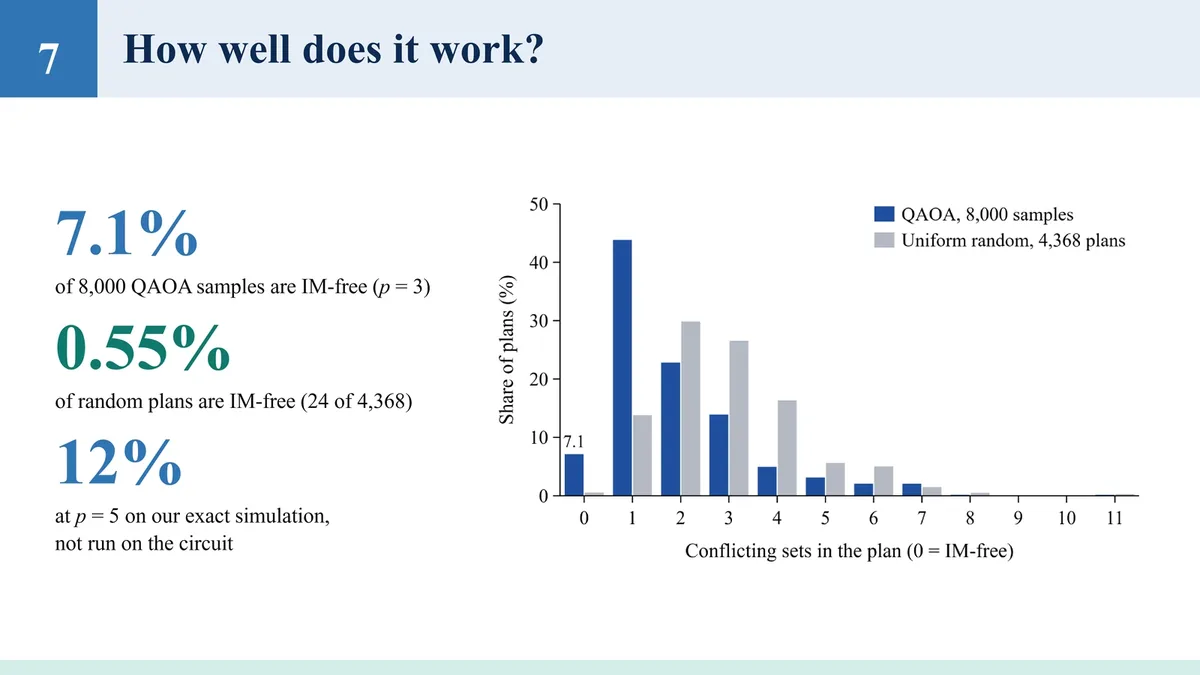 7
How well does it work?
7.1%
of 8,000 QAOA samples are IM-free (p = 3)
0.55%
of random plans are IM-free (24 of 4,368)
12%
at p = 5 on our exact simulation,
not run on the circuit
QAOA, 8,000 samples
Uniform random, 4,368 plans
Share of plans (%)
50
40
30
20
10
0
7.1
0 1 2 3 4 5 6 7 8 9 10 11
Conflicting sets in the plan (0 = IM-free)